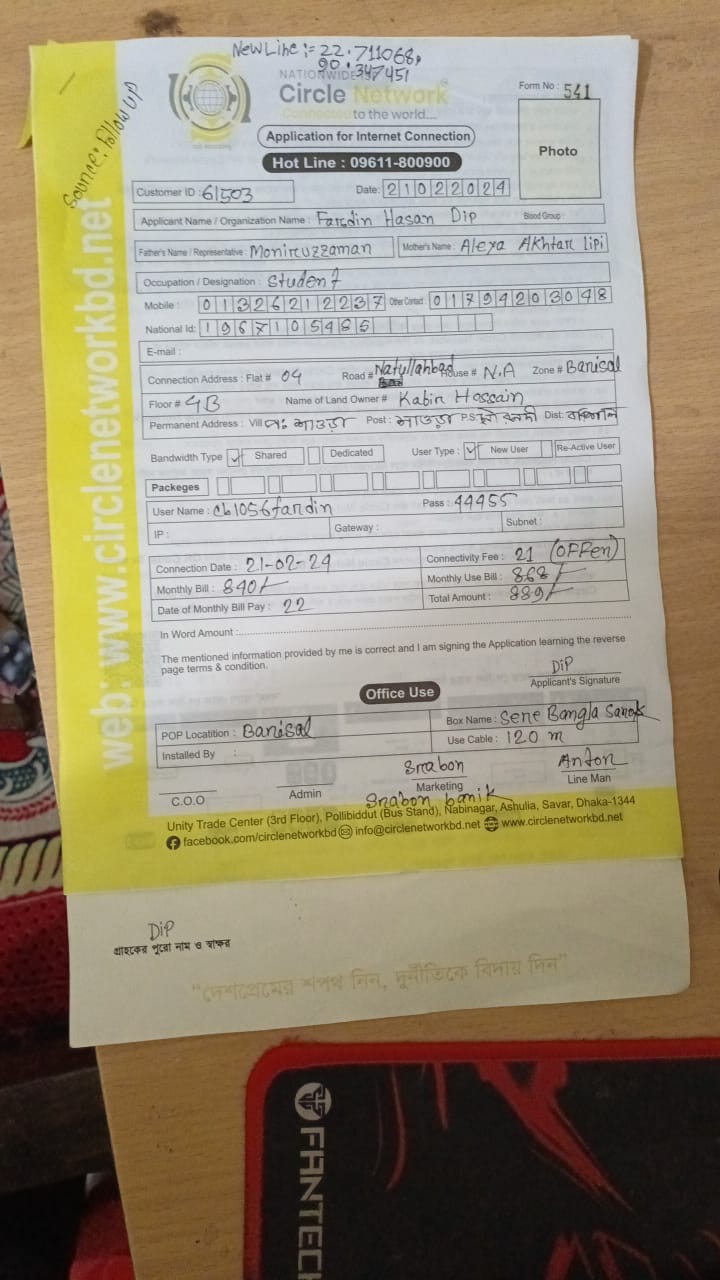 New Line := 22.711068,
90.347451
Source: Follow UP
NATIONWIDE
Circle Network
Connected to the world....
Application for Internet Connection
Hot Line : 09611-800900
Form No : 541
Photo
Customer ID : 61503 Date: 21022024
Applicant Name / Organization Name : Fardin Hasan Dip Blood Group :
Father's Name / Representative : Moniruzzaman Mother's Name : Alexa Akhtar Lipi
Occupation / Designation : Student
Mobile : 01326212237 Other Contact : 01794203048
National Id: 1967105485
E-mail :
Connection Address : Flat # 04 Road # Natullahbad House # N.A Zone # Barisal
Floor # 4B Name of Land Owner # Kabir Hossain
Permanent Address : Vill Post : P.S Dist: বরিশাল
Bandwidth Type ✓ Shared Dedicated User Type : ✓ New User Re-Active User
Packeges
User Name : cb1056fardin Pass : 44455
IP : Gateway : Subnet :
Connection Date : 21-02-24 Connectivity Fee : 21 (OFFer)
Monthly Bill : 840/- Monthly Use Bill : 868/-
Date of Monthly Bill Pay : 22 Total Amount : 889/-
In Word Amount :
The mentioned information provided by me is correct and I am signing the Application learning the reverse
page terms & condition.
DiP
Applicant's Signature
Office Use
POP Locatition : Barisal Box Name : Sene Bangla Sarok
Installed By : Use Cable : 120 m
Srabon Anton
C.O.O Admin Marketing Line Man
Srabon banik
Unity Trade Center (3rd Floor), Pollibiddut (Bus Stand), Nabinagar, Ashulia, Savar, Dhaka-1344
facebook.com/circlenetworkbd info@circlenetworkbd.net www.circlenetworkbd.net
web: www.circlenetworkbd.net
DiP
গ্রাহকের পুরো নাম ও স্বাক্ষর
“দেশপ্রেমের শপথ নিন, দুর্নীতিকে বিদায় দিন”
FANTECH